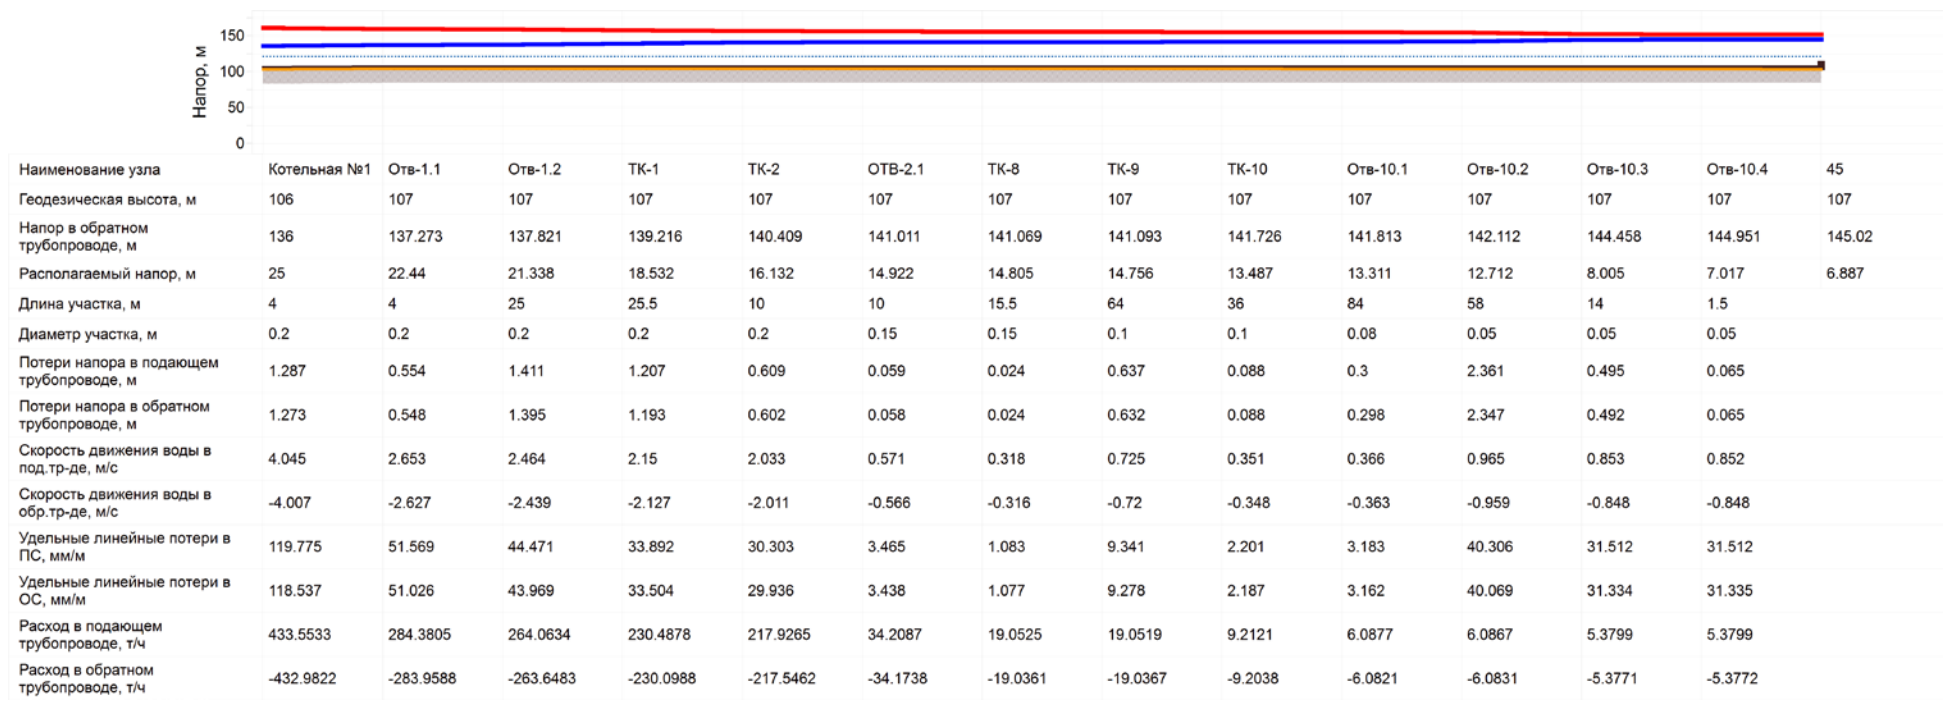 150
100
50
0
Напор, м
Наименование узла Котельная №1 Отв-1.1 Отв-1.2 ТК-1 ТК-2 ОТВ-2.1 ТК-8 ТК-9 ТК-10 Отв-10.1 Отв-10.2 Отв-10.3 Отв-10.4 45
Геодезическая высота, м 106 107 107 107 107 107 107 107 107 107 107 107 107 107
Напор в обратном
трубопроводе, м 136 137.273 137.821 139.216 140.409 141.011 141.069 141.093 141.726 141.813 142.112 144.458 144.951 145.02
Располагаемый напор, м 25 22.44 21.338 18.532 16.132 14.922 14.805 14.756 13.487 13.311 12.712 8.005 7.017 6.887
Длина участка, м 4 4 25 25.5 10 10 15.5 64 36 84 58 14 1.5
Диаметр участка, м 0.2 0.2 0.2 0.2 0.2 0.15 0.15 0.1 0.1 0.08 0.05 0.05 0.05
Потери напора в подающем
трубопроводе, м 1.287 0.554 1.411 1.207 0.609 0.059 0.024 0.637 0.088 0.3 2.361 0.495 0.065
Потери напора в обратном
трубопроводе, м 1.273 0.548 1.395 1.193 0.602 0.058 0.024 0.632 0.088 0.298 2.347 0.492 0.065
Скорость движения воды в
под.тр-де, м/с 4.045 2.653 2.464 2.15 2.033 0.571 0.318 0.725 0.351 0.366 0.965 0.853 0.852
Скорость движения воды в
обр.тр-де, м/с -4.007 -2.627 -2.439 -2.127 -2.011 -0.566 -0.316 -0.72 -0.348 -0.363 -0.959 -0.848 -0.848
Удельные линейные потери в
ПС, мм/м 119.775 51.569 44.471 33.892 30.303 3.465 1.083 9.341 2.201 3.183 40.306 31.512 31.512
Удельные линейные потери в
ОС, мм/м 118.537 51.026 43.969 33.504 29.936 3.438 1.077 9.278 2.187 3.162 40.069 31.334 31.335
Расход в подающем
трубопроводе, т/ч 433.5533 284.3805 264.0634 230.4878 217.9265 34.2087 19.0525 19.0519 9.2121 6.0877 6.0867 5.3799 5.3799
Расход в обратном
трубопроводе, т/ч -432.9822 -283.9588 -263.6483 -230.0988 -217.5462 -34.1738 -19.0361 -19.0367 -9.2038 -6.0821 -6.0831 -5.3771 -5.3772